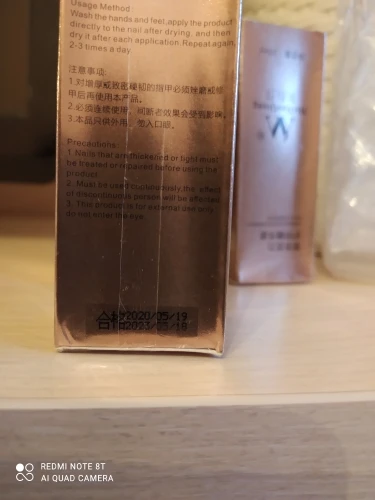 Usage Method
Wash the hands and feet,apply the product
directly to the nail after drying, and then
dry it after each application. Repeat again,
2-3 times a day
注意事项:
1.对增厚或致密硬韧的指甲必须除磨或修
甲后再使用本产品。
2.必须连续使用，间断者效果会受到影响。
3.本品只供外用，勿入口眼。
Precautions:
1. Nails that are thickened or tight must
be treated or repaired before using the
product
2. Must be used continuously,the effect
of discontinuous person will be affected
3. This product is for external use only
do not enter the eye
合格2020/05/19
2023/05/18
REDMI NOTE 8T
AI QUAD CAMERA